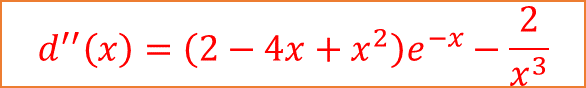 d′′(x) = (2 − 4x + x²)e⁻ˣ − 2/x³